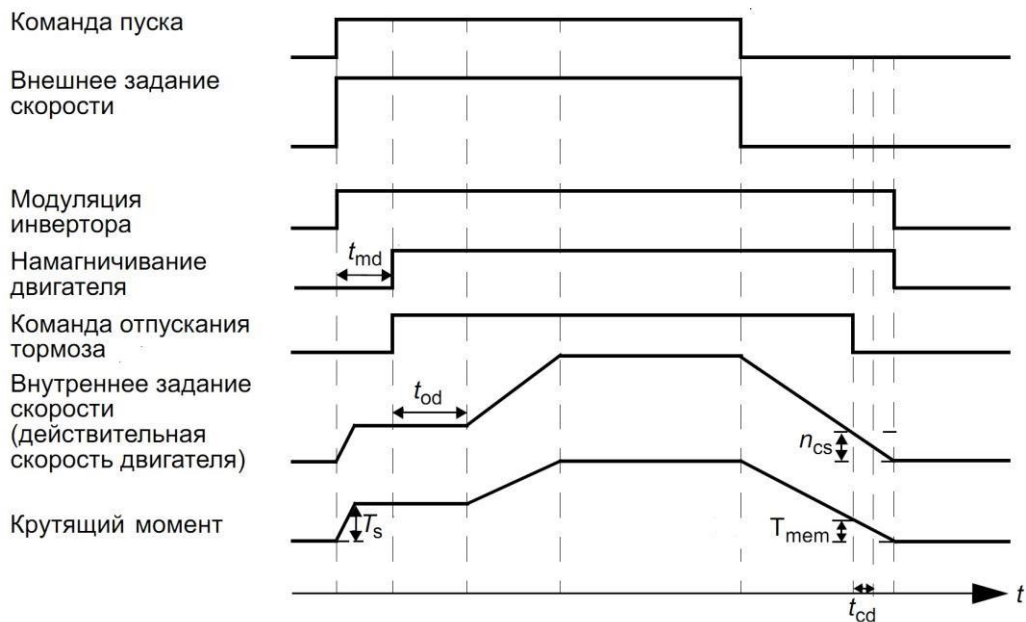 Команда пуска
Внешнее задание
скорости
Модуляция
инвертора
t_md
Намагничивание
двигателя
Команда отпускания
тормоза
Внутреннее задание
скорости
(действительная
скорость двигателя)
t_od
n_cs
Крутящий момент
T_s
T_mem
t
t_cd